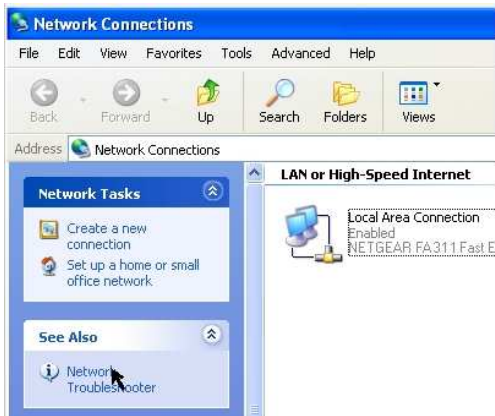 Network Connections
File Edit View Favorites Tools Advanced Help
Back Forward Up Search Folders Views
Address Network Connections
Network Tasks
Create a new
connection
Set up a home or small
office network
See Also
Network
Troubleshooter
LAN or High-Speed Internet
Local Area Connection
Enabled
NETGEAR FA311 Fast E